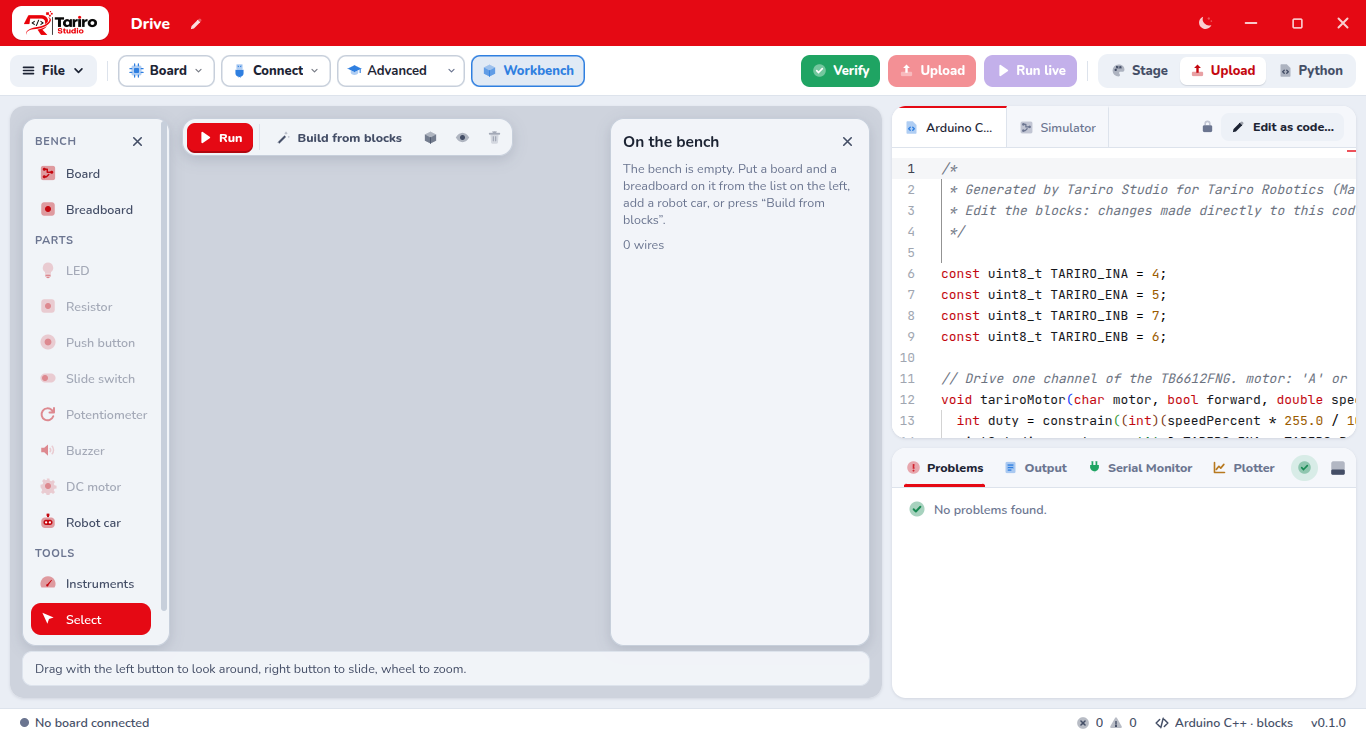 Tariro
Studio
Drive
File
Board
Connect
Advanced
Workbench
Verify
Upload
Run live
Stage
Upload
Python
BENCH
Board
Breadboard
PARTS
LED
Resistor
Push button
Slide switch
Potentiometer
Buzzer
DC motor
Robot car
TOOLS
Instruments
Select
Run
Build from blocks
On the bench
The bench is empty. Put a board and a
breadboard on it from the list on the left,
add a robot car, or press “Build from
blocks”.
0 wires
Drag with the left button to look around, right button to slide, wheel to zoom.
Arduino C...
Simulator
Edit as code...
1 /*
2 * Generated by Tariro Studio for Tariro Robotics (Ma
3 * Edit the blocks: changes made directly to this cod
4 */
5
6 const uint8_t TARIRO_INA = 4;
7 const uint8_t TARIRO_ENA = 5;
8 const uint8_t TARIRO_INB = 7;
9 const uint8_t TARIRO_ENB = 6;
10
11 // Drive one channel of the TB6612FNG. motor: 'A' or
12 void tariroMotor(char motor, bool forward, double spe
13 int duty = constrain((int)(speedPercent * 255.0 / 1
Problems
Output
Serial Monitor
Plotter
No problems found.
No board connected
0
0
Arduino C++ · blocks
v0.1.0